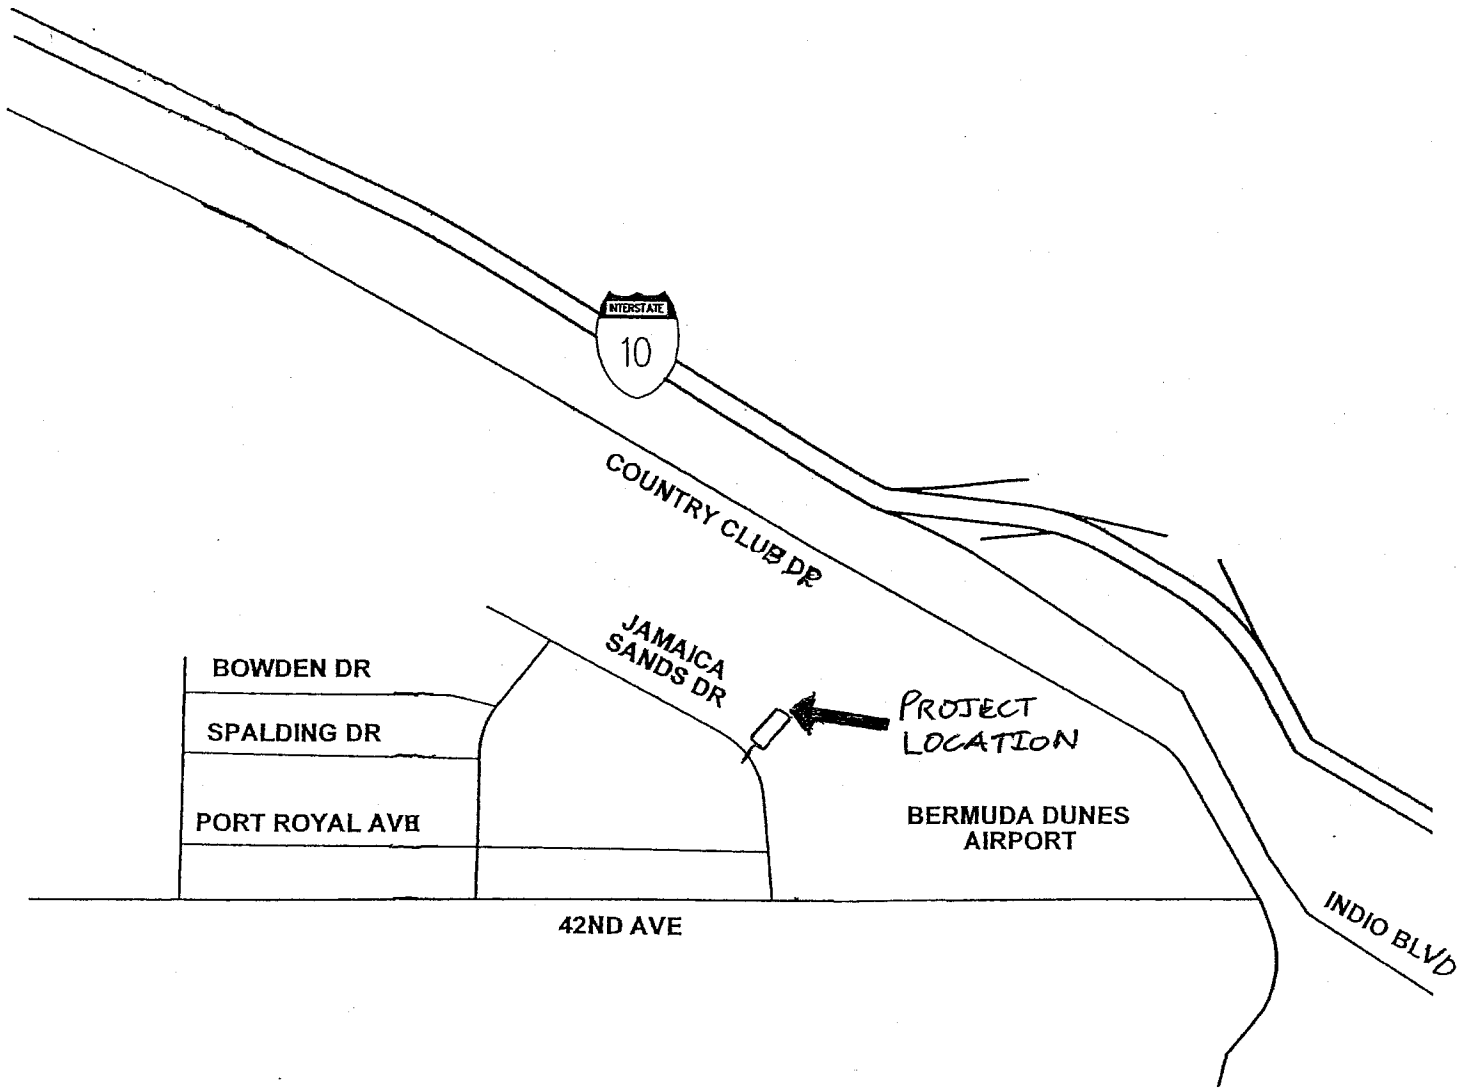 INTERSTATE
10
COUNTRY CLUB DR
JAMAICA
SANDS DR
BOWDEN DR
SPALDING DR
PROJECT
LOCATION
PORT ROYAL AVE
BERMUDA DUNES
AIRPORT
42ND AVE
INDIO BLVD